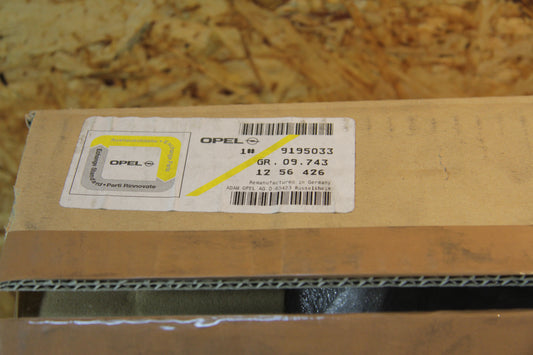 OPEL
1# 9195033
GR. 09.743
12 56 426
Remanufactured in Germany
ADAM OPEL AG D-65423 Rüsselsheim
OPEL
• Parti Rinnovate